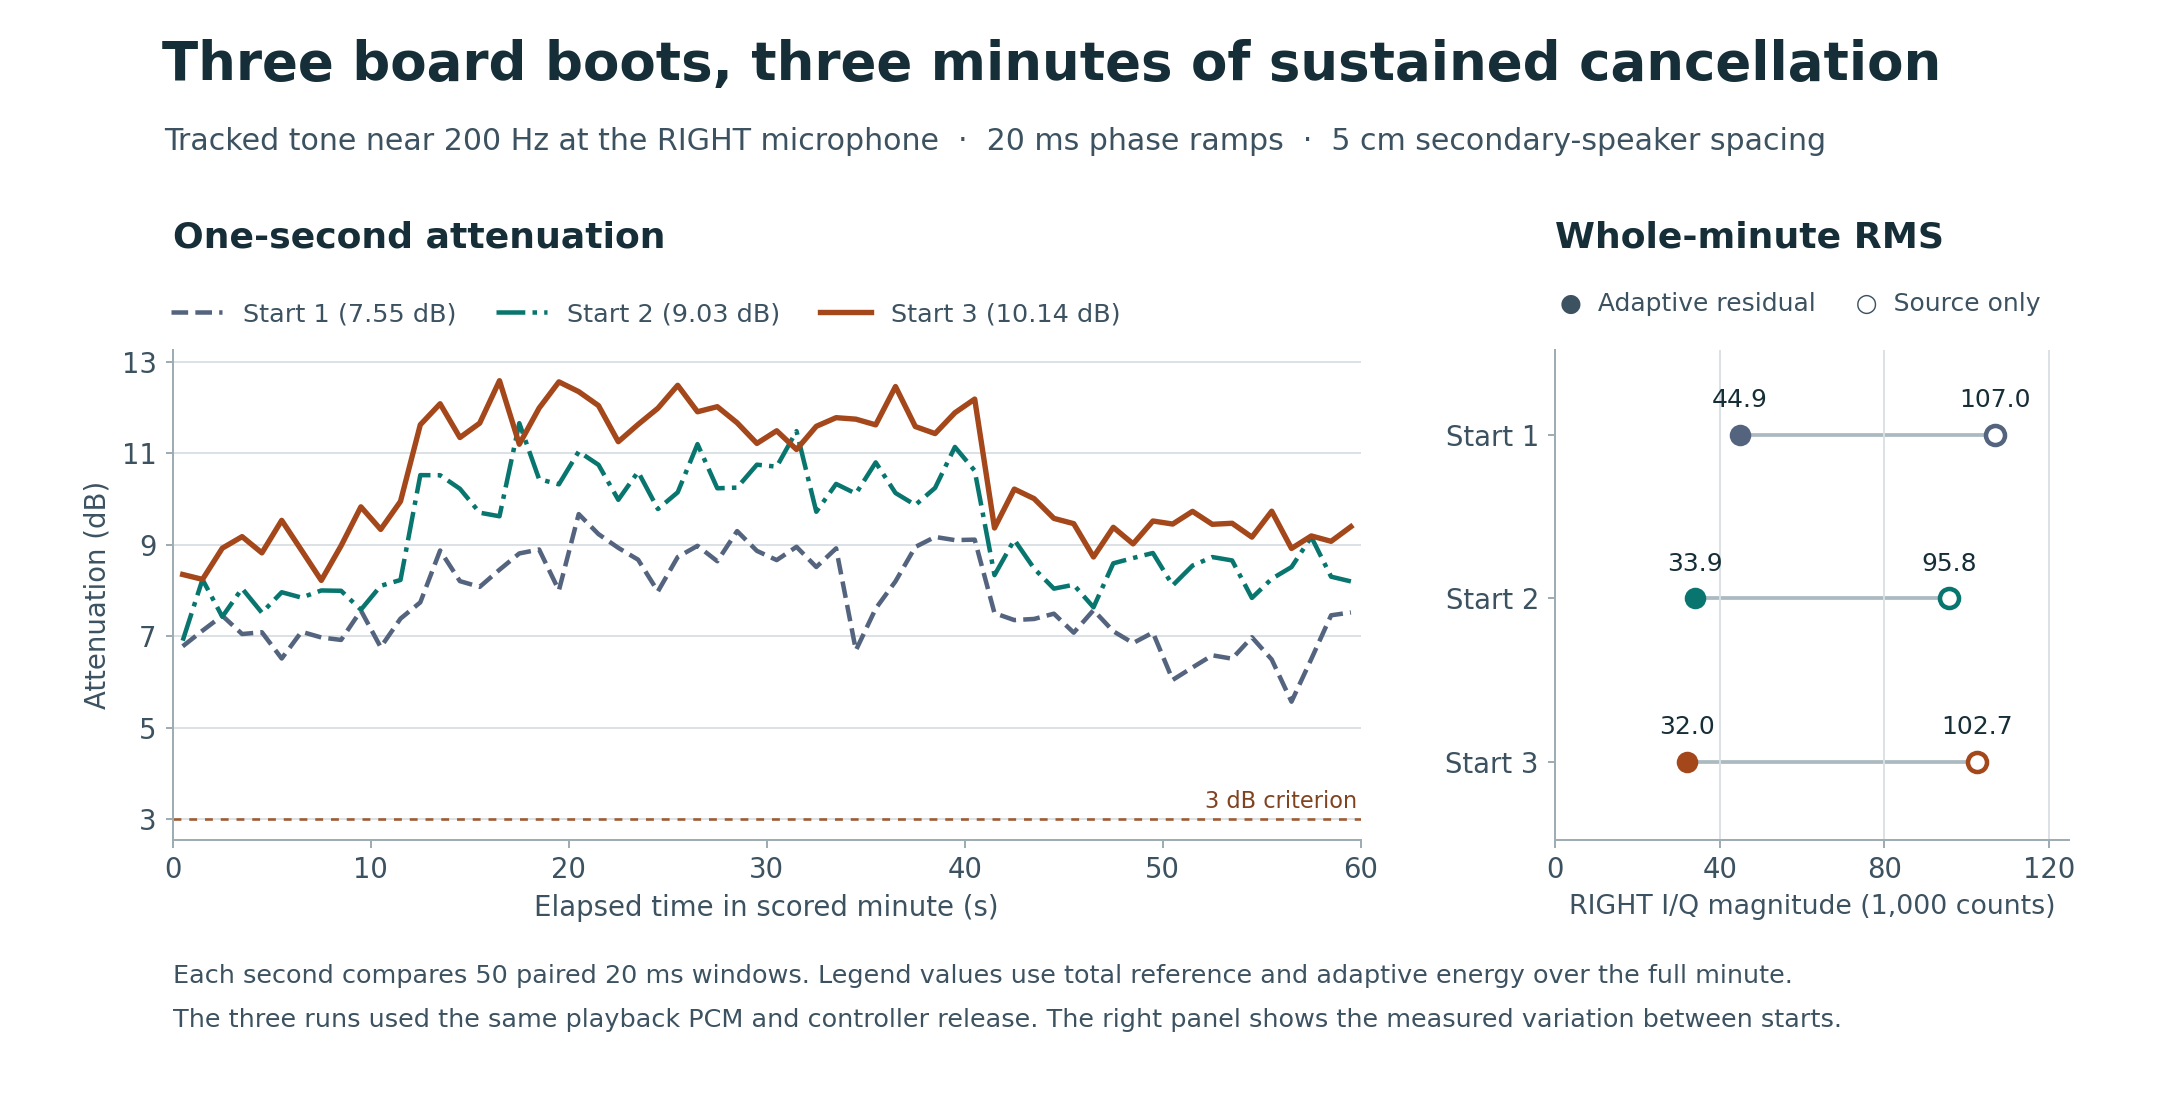 Three board boots, three minutes of sustained cancellation
Tracked tone near 200 Hz at the RIGHT microphone · 20 ms phase ramps · 5 cm secondary-speaker spacing
One-second attenuation
Start 1 (7.55 dB) Start 2 (9.03 dB) Start 3 (10.14 dB)
13
11
9
7
5
3
Attenuation (dB)
3 dB criterion
0 10 20 30 40 50 60
Elapsed time in scored minute (s)
Whole-minute RMS
Adaptive residual Source only
44.9 107.0
Start 1
33.9 95.8
Start 2
32.0 102.7
Start 3
0 40 80 120
RIGHT I/Q magnitude (1,000 counts)
Each second compares 50 paired 20 ms windows. Legend values use total reference and adaptive energy over the full minute.
The three runs used the same playback PCM and controller release. The right panel shows the measured variation between starts.